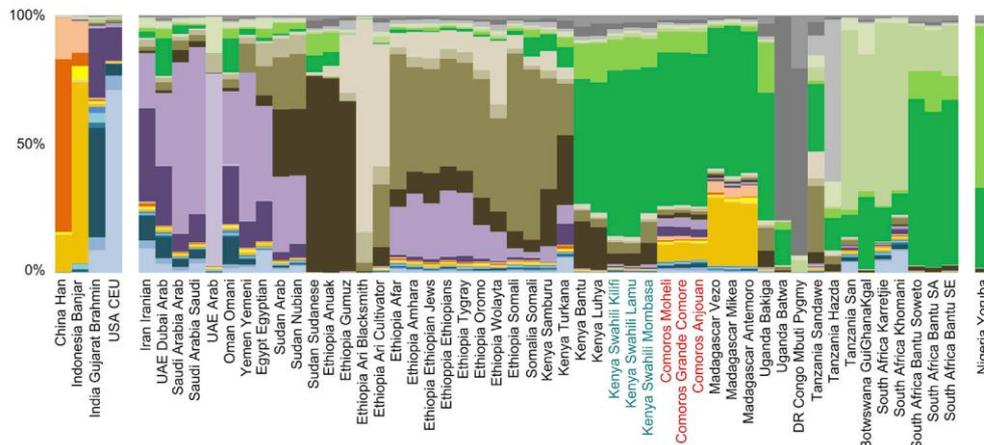 100%
50%
0%
China Han
Indonesia Banjar
India Gujarat Brahmin
USA CEU
Iran Iranian
UAE Dubai Arab
Saudi Arabia Arab
Saudi Arabia Saudi
UAE Arab
Oman Omani
Yemen Yemeni
Egypt Egyptian
Sudan Arab
Sudan Nubian
Sudan Sudanese
Ethiopia Anuak
Ethiopia Gumuz
Ethiopia Ari Blacksmith
Ethiopia Ari Cultivator
Ethiopia Afar
Ethiopia Amhara
Ethiopia Ethiopian Jews
Ethioppia Ethiopians
Ethiopia Tygray
Ethiopia Oromo
Ethiopia Wolayta
Ethiopia Somali
Somalia Somali
Kenya Samburu
Kenya Turkana
Kenya Bantu
Kenya Luhya
Kenya Swahili Kilifi
Kenya Swahili Lamu
Kenya Swahili Mombasa
Comoros Moheli
Comoros Grande Comore
Comoros Anjouan
Madagascar Vezo
Madagascar Mikea
Madagascar Antemoro
Uganda Bakiga
Uganda Batwa
DR Congo Mbuti Pygmy
Tanzania Sandawe
Tanzania Hadza
Tanzania San
Botswana GuiGhanaKgal
South Africa Karretjie
South Africa Khomani
South Africa Bantu Soweto
South Africa Bantu SA
South Africa Bantu SE
Nigeria Yoruba